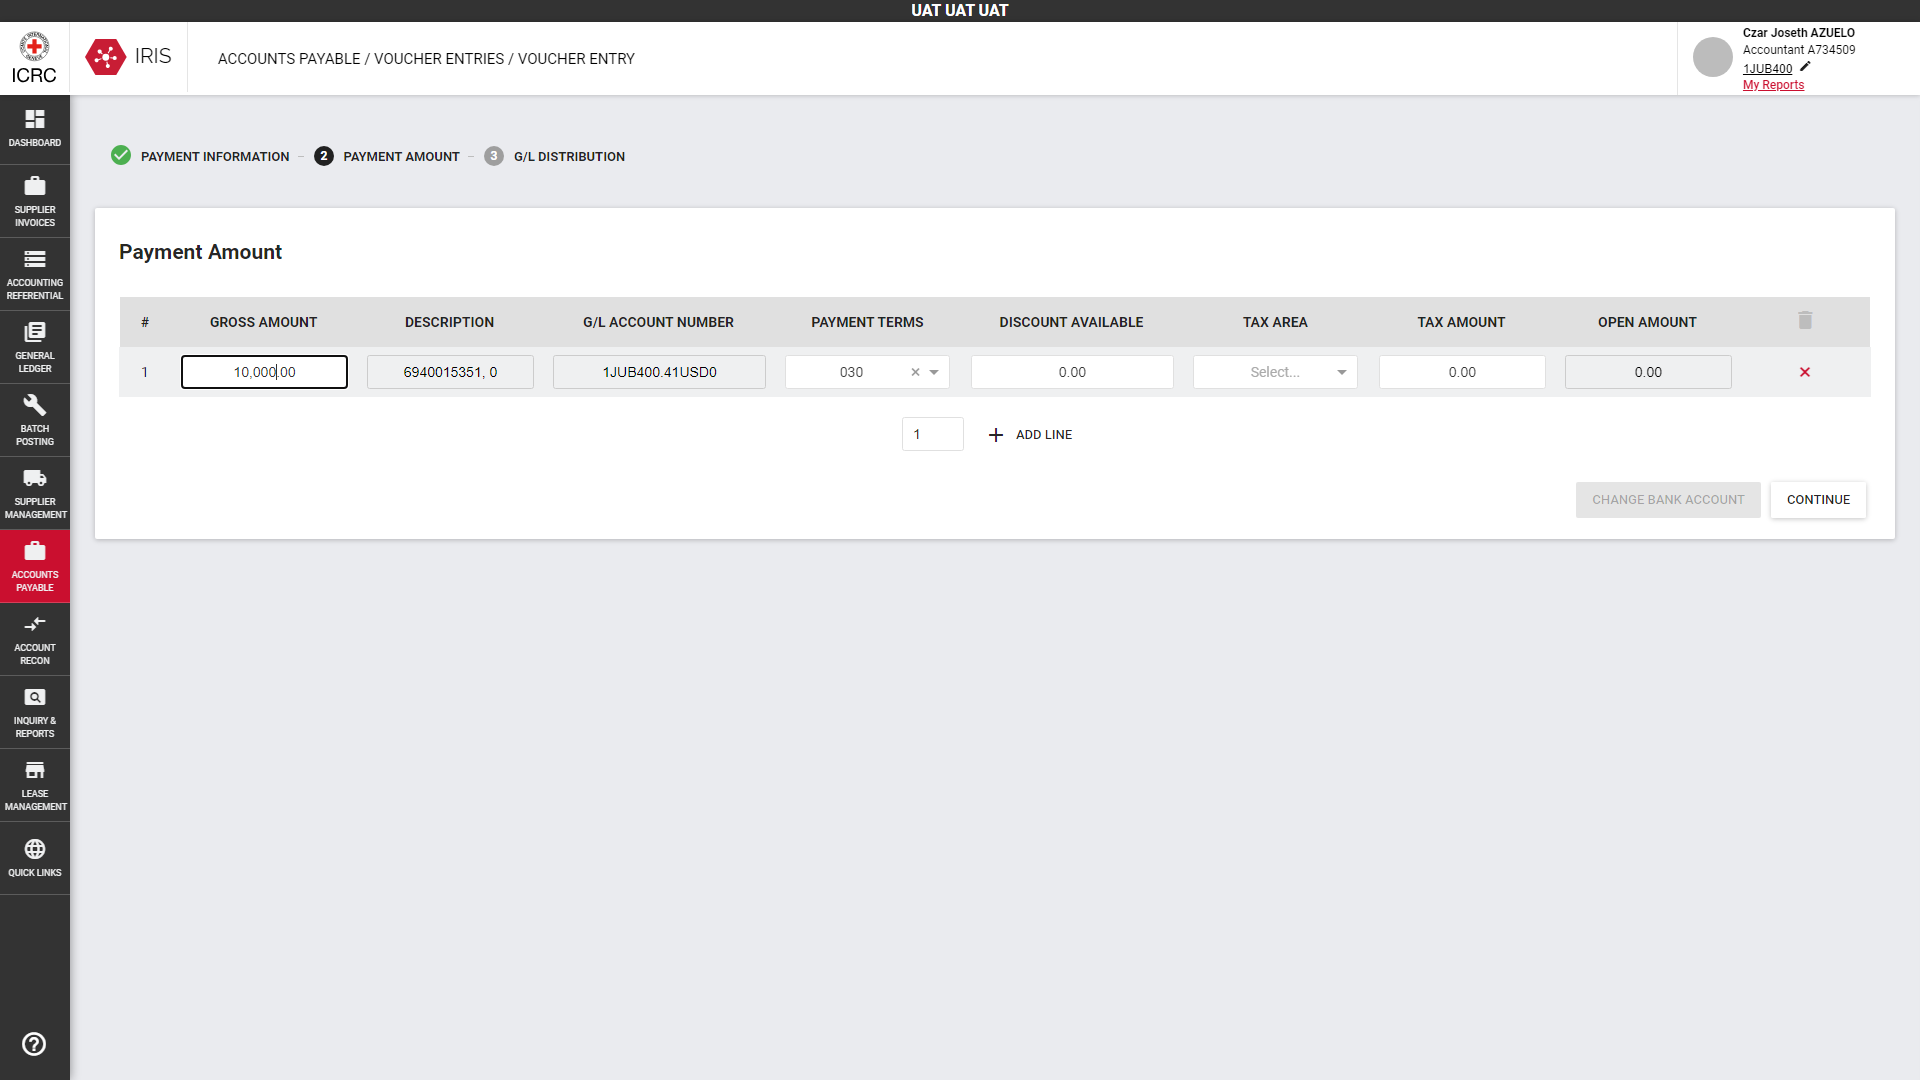 UAT UAT UAT
ICRC
IRIS
ACCOUNTS PAYABLE / VOUCHER ENTRIES / VOUCHER ENTRY
Czar Joseth AZUELO
Accountant A734509
1JUB400
My Reports
DASHBOARD
SUPPLIER
INVOICES
ACCOUNTING
REFERENTIAL
GENERAL
LEDGER
BATCH
POSTING
SUPPLIER
MANAGEMENT
ACCOUNTS
PAYABLE
ACCOUNT
RECON
INQUIRY &
REPORTS
LEASE
MANAGEMENT
QUICK LINKS
PAYMENT INFORMATION – 2 PAYMENT AMOUNT – 3 G/L DISTRIBUTION
Payment Amount
# GROSS AMOUNT DESCRIPTION G/L ACCOUNT NUMBER PAYMENT TERMS DISCOUNT AVAILABLE TAX AREA TAX AMOUNT OPEN AMOUNT
1 10,000.00 6940015351, 0 1JUB400.41USD0 030 0.00 Select... 0.00 0.00
1 ADD LINE
CHANGE BANK ACCOUNT CONTINUE